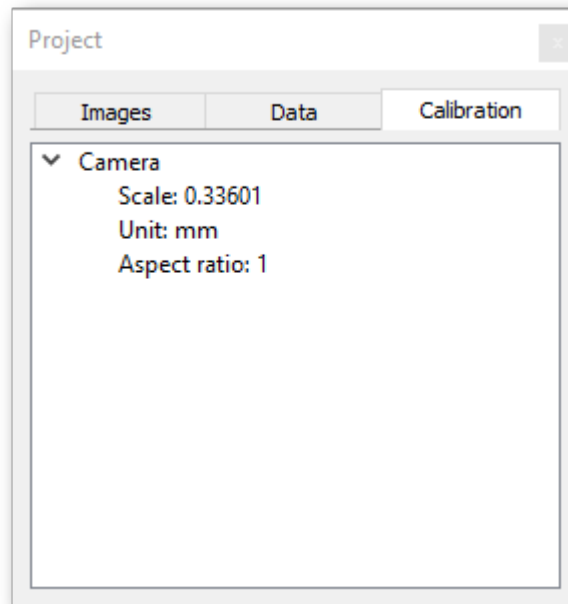 Project
Images Data Calibration
Camera
Scale: 0.33601
Unit: mm
Aspect ratio: 1